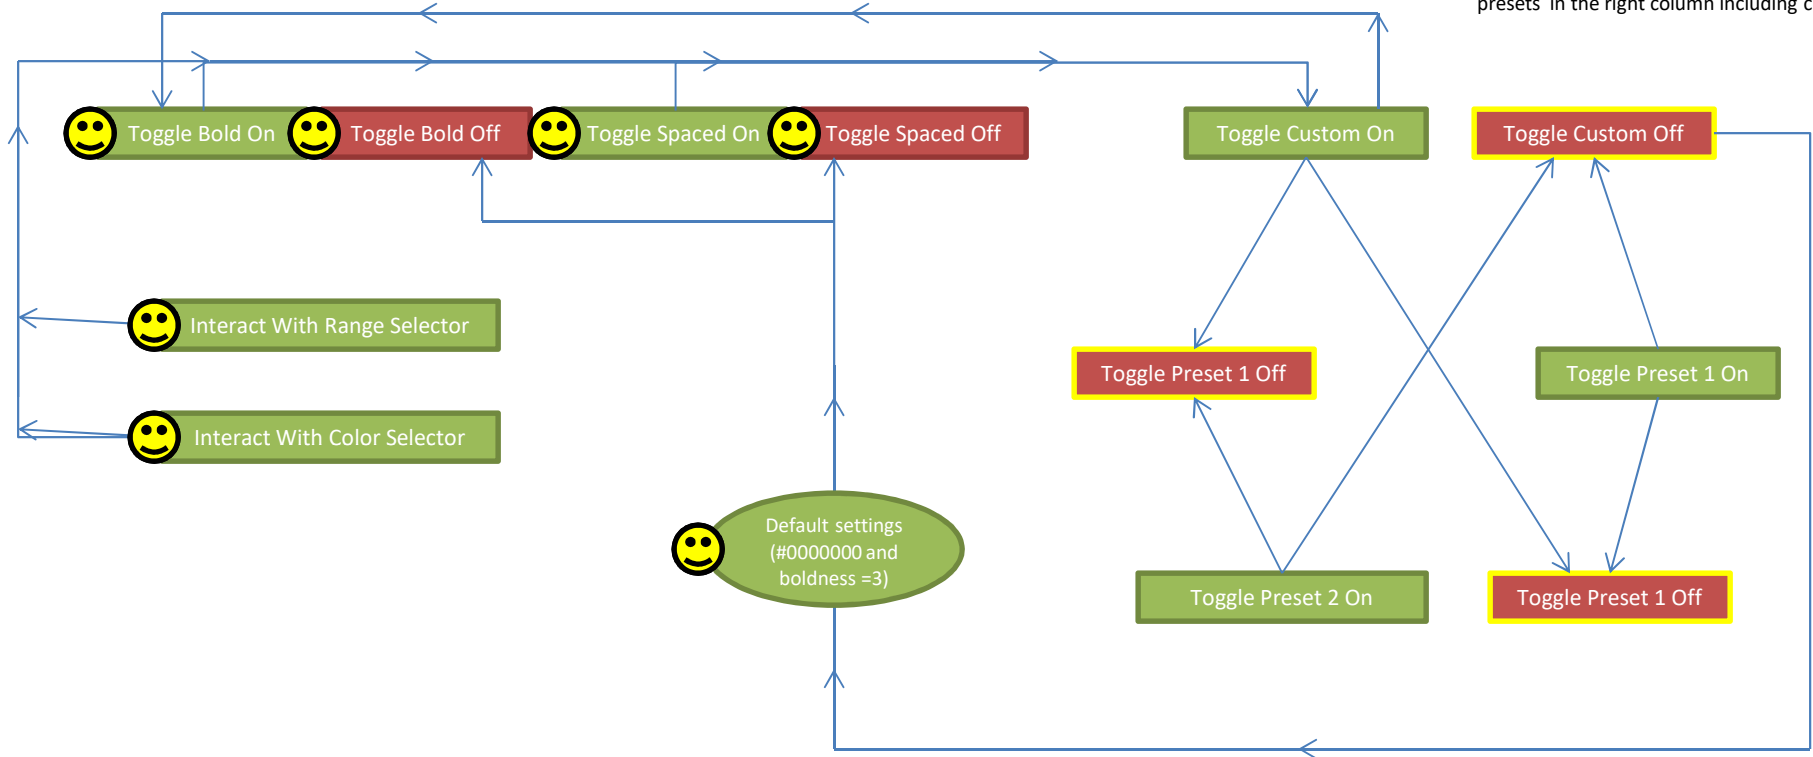 presets in the right column including c
Toggle Bold On
Toggle Bold Off
Toggle Spaced On
Toggle Spaced Off
Toggle Custom On
Toggle Custom Off
Interact With Range Selector
Toggle Preset 1 Off
Toggle Preset 1 On
Interact With Color Selector
Default settings
(#0000000 and
boldness =3)
Toggle Preset 2 On
Toggle Preset 1 Off